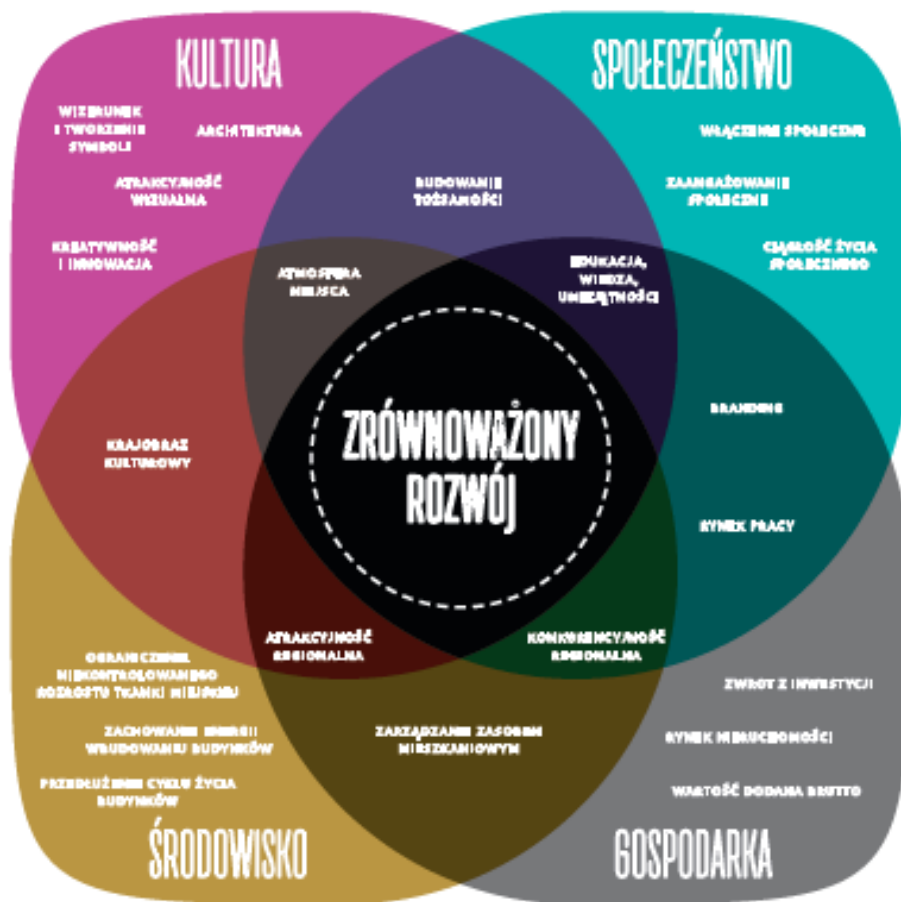 KULTURA
WIZERUNEK
I TWORZENIE
SYMBOLI
ARCHITEKTURA
ATRAKCYJNOŚĆ
WIZUALNA
KREATYWNOŚĆ
I INNOWACJA
SPOŁECZEŃSTWO
WŁĄCZENIE SPOŁECZNE
ZAANGAŻOWANIE
SPOŁECZNE
CIĄGŁOŚĆ ŻYCIA
SPOŁECZNEGO
BUDOWANIE
TOŻSAMOŚCI
ATMOSFERA
MIEJSCA
EDUKACJA,
WIEDZA,
UMIEJĘTNOŚCI
ZRÓWNOWAŻONY
ROZWÓJ
KRAJOBRAZ
KULTUROWY
BRANDING
RYNEK PRACY
ATRAKCYJNOŚĆ
REGIONALNA
KONKURENCYJNOŚĆ
REGIONALNA
OGRANICZENIE
NIEKONTROLOWANEGO
ROZROSTU TKANKI MIEJSKIEJ
ZACHOWANIE ENERGII
WBUDOWANIU BUDYNKÓW
PRZEDŁUŻENIE CYKLU ŻYCIA
BUDYNKÓW
ZARZĄDZANIE ZASOBEM
MIESZKANIOWYM
ZWROT Z INWESTYCJI
RYNEK NIERUCHOMOŚCI
WARTOŚĆ DODANA BRUTTO
ŚRODOWISKO
GOSPODARKA